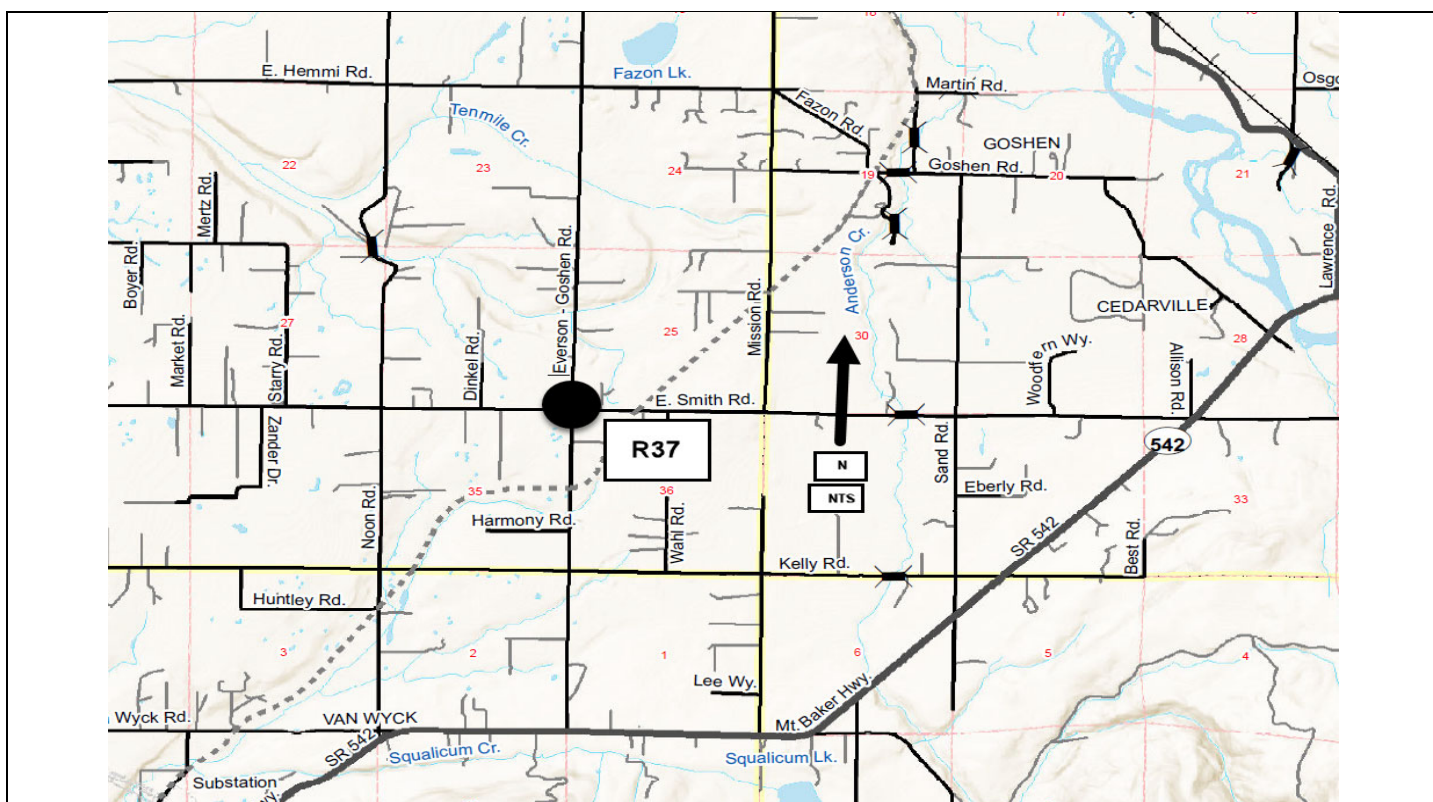 18
17
E. Hemmi Rd.
Fazon Lk.
Martin Rd.
Tenmile Cr.
Fazon Rd.
GOSHEN
Goshen Rd.
22
23
24
19
20
21
Mertz Rd.
Boyer Rd.
Everson - Goshen Rd.
Mission Rd.
Anderson Cr.
Lawrence Rd.
CEDARVILLE
27
25
30
28
Market Rd.
Starry Rd.
Dinkel Rd.
Woodfern Wy.
Allison Rd.
E. Smith Rd.
Zander Dr.
R37
N
NTS
Sand Rd.
542
35
36
Eberly Rd.
33
Noon Rd.
Harmony Rd.
Wahl Rd.
SR 542
Best Rd.
Kelly Rd.
Huntley Rd.
3
2
1
6
5
4
Lee Wy.
Wyck Rd.
VAN WYCK
Mt. Baker Hwy.
SR 542
Squalicum Cr.
Squalicum Lk.
Substation